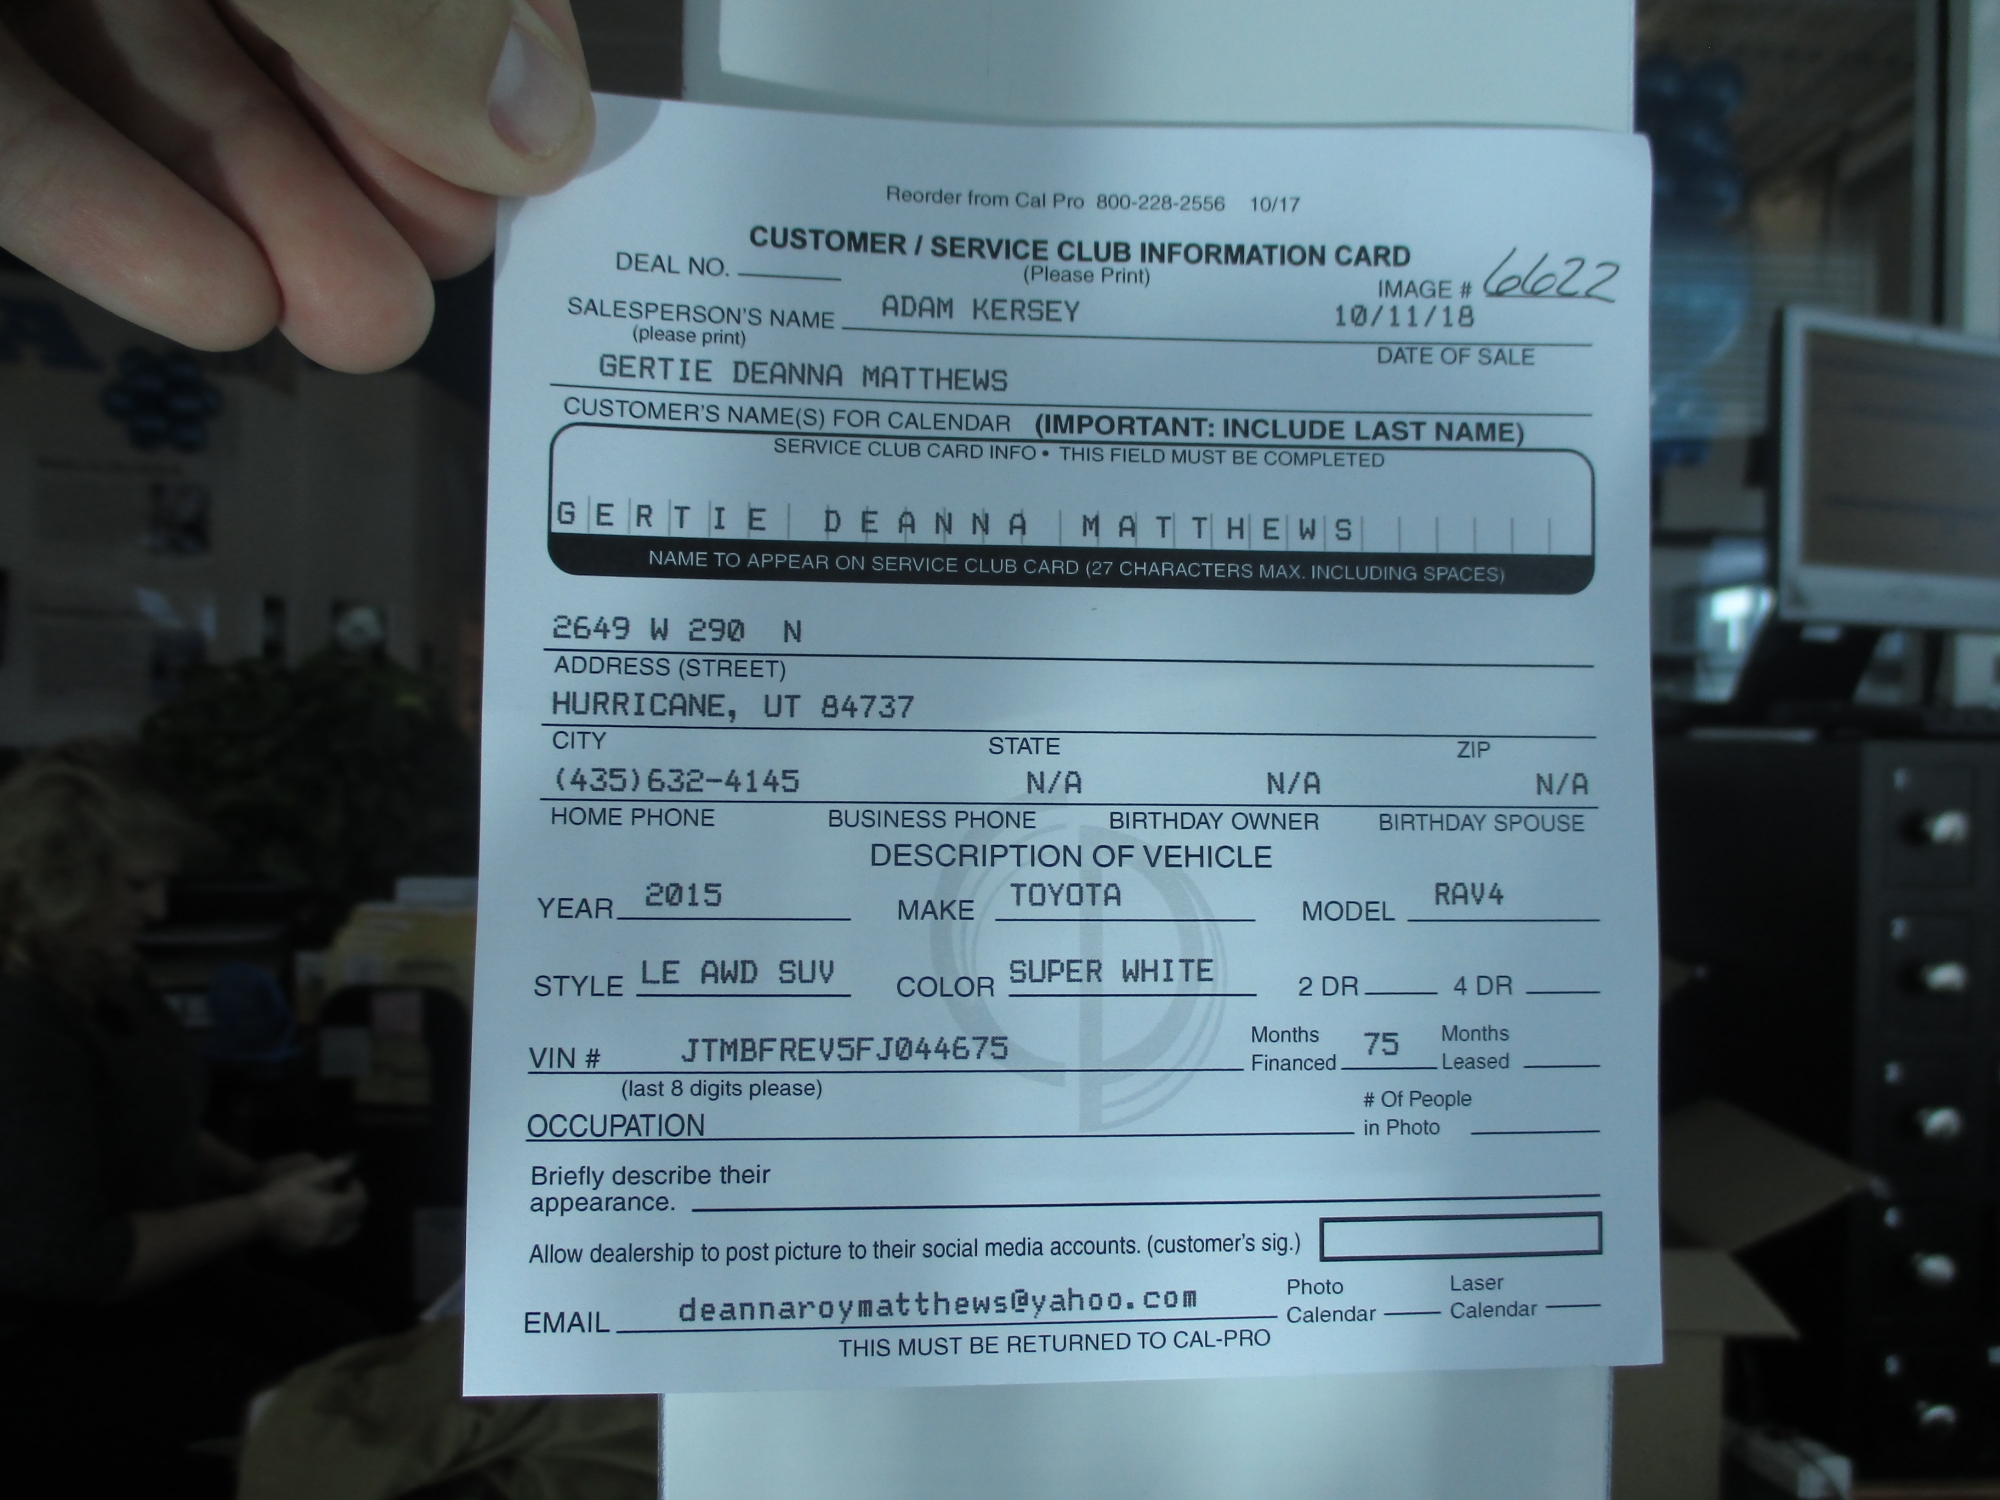 Reorder from Cal Pro 800-228-2556 10/17
CUSTOMER / SERVICE CLUB INFORMATION CARD
DEAL NO. (Please Print) IMAGE # 6622
SALESPERSON'S NAME ADAM KERSEY 10/11/18
(please print) DATE OF SALE
GERTIE DEANNA MATTHEWS
CUSTOMER'S NAME(S) FOR CALENDAR (IMPORTANT: INCLUDE LAST NAME)
SERVICE CLUB CARD INFO • THIS FIELD MUST BE COMPLETED
GERTIE DEANNA MATTHEWS
NAME TO APPEAR ON SERVICE CLUB CARD (27 CHARACTERS MAX. INCLUDING SPACES)
2649 W 290 N
ADDRESS (STREET)
HURRICANE, UT 84737
CITY STATE ZIP
(435)632-4145 N/A N/A N/A
HOME PHONE BUSINESS PHONE BIRTHDAY OWNER BIRTHDAY SPOUSE
DESCRIPTION OF VEHICLE
YEAR 2015 MAKE TOYOTA MODEL RAV4
STYLE LE AWD SUV COLOR SUPER WHITE 2 DR 4 DR
VIN # JTMBFREV5FJ044675 Months Financed 75 Months Leased
(last 8 digits please)
OCCUPATION # Of People in Photo
Briefly describe their
appearance.
Allow dealership to post picture to their social media accounts. (customer's sig.)
EMAIL deannaroymatthews@yahoo.com Photo Calendar Laser Calendar
THIS MUST BE RETURNED TO CAL-PRO